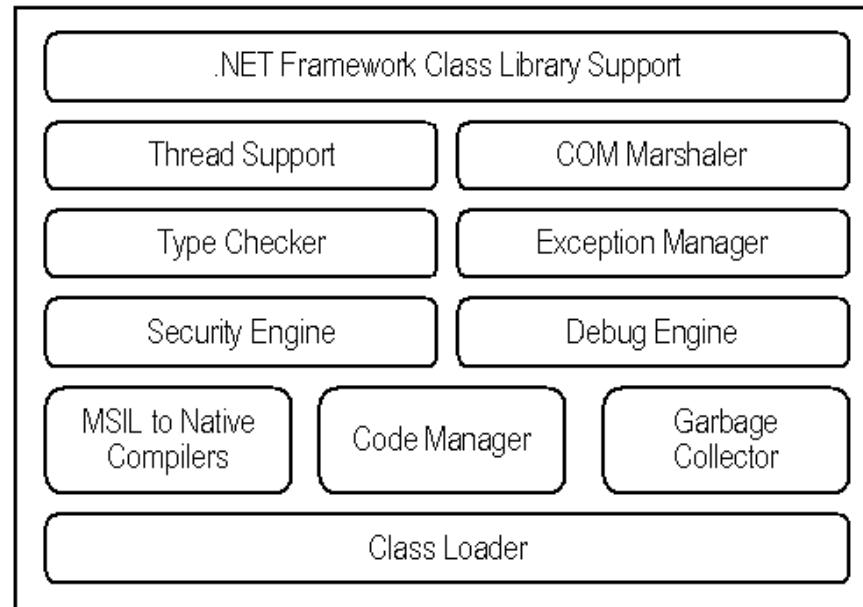 .NET Framework Class Library Support
Thread Support
COM Marshaler
Type Checker
Exception Manager
Security Engine
Debug Engine
MSIL to Native
Compilers
Code Manager
Garbage
Collector
Class Loader